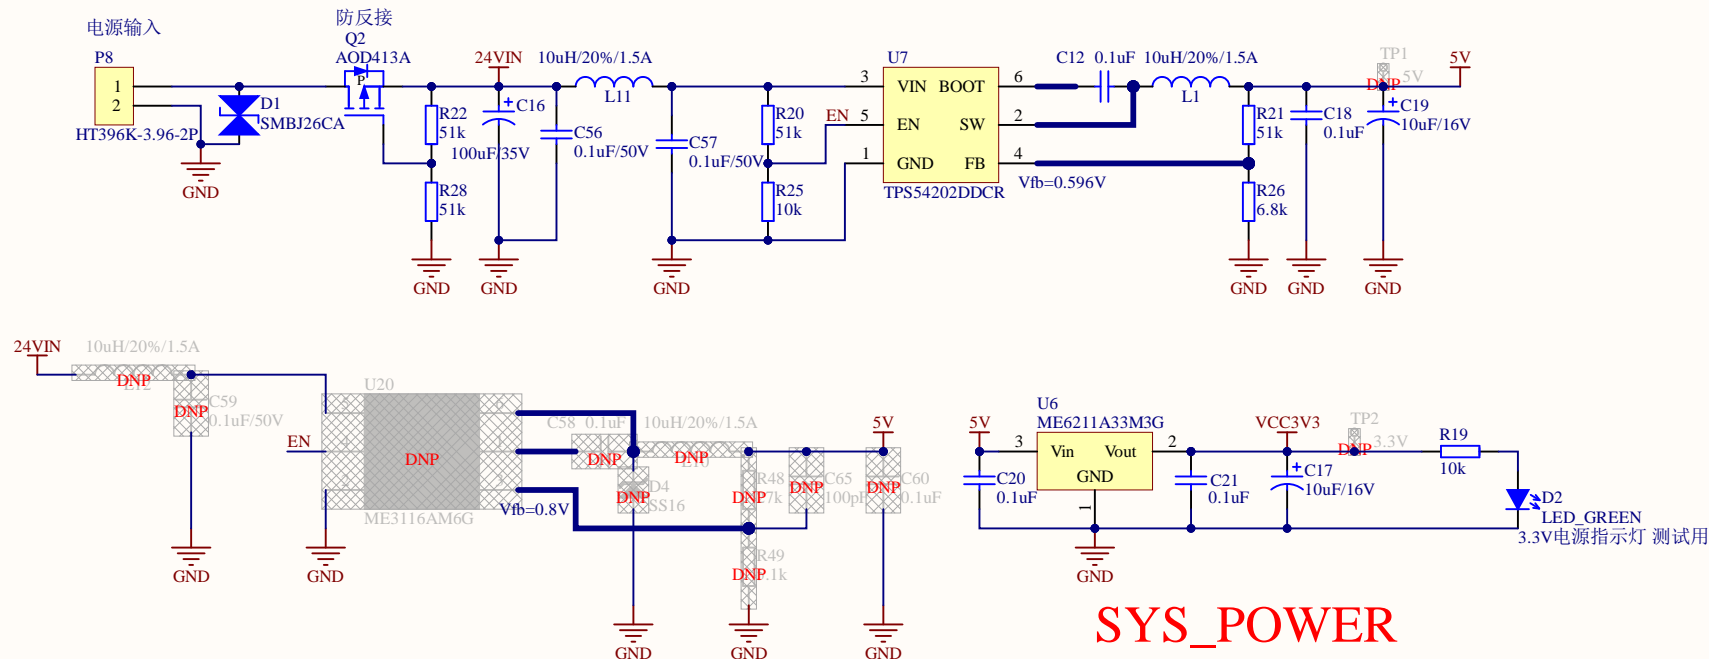 电源输入
防反接
P8
1
2
HT396K-3.96-2P
D1
SMBJ26CA
GND
Q2
AOD413A
P
R22
51k
R28
51k
GND
24VIN
C16
100uF/35V
GND
10uH/20%/1.5A
L11
C56
0.1uF/50V
C57
0.1uF/50V
GND
R20
51k
R25
10k
EN
U7
3
VIN
BOOT
6
5
EN
SW
2
1
GND
FB
4
TPS54202DDCR
Vfb=0.596V
C12
0.1uF
10uH/20%/1.5A
L1
R21
51k
R26
6.8k
GND
C18
0.1uF
GND
TP1
DNP
5V
C19
10uF/16V
GND
5V
24VIN
10uH/20%/1.5A
DNP
C59
DNP
0.1uF/50V
GND
EN
GND
U20
DNP
ME3116AM6G
Vfb=0.8V
C58
0.1uF
DNP
10uH/20%/1.5A
DNP
D4
DNP
SS16
GND
R48
DNP
R49
DNP
GND
C65
DNP
100pF
5V
C60
DNP
0.1uF
GND
5V
C20
0.1uF
U6
ME6211A33M3G
3
Vin
Vout
2
GND
1
GND
C21
0.1uF
VCC3V3
C17
10uF/16V
TP2
DNP
3.3V
R19
10k
D2
LED_GREEN
3.3V电源指示灯 测试用
SYS_POWER